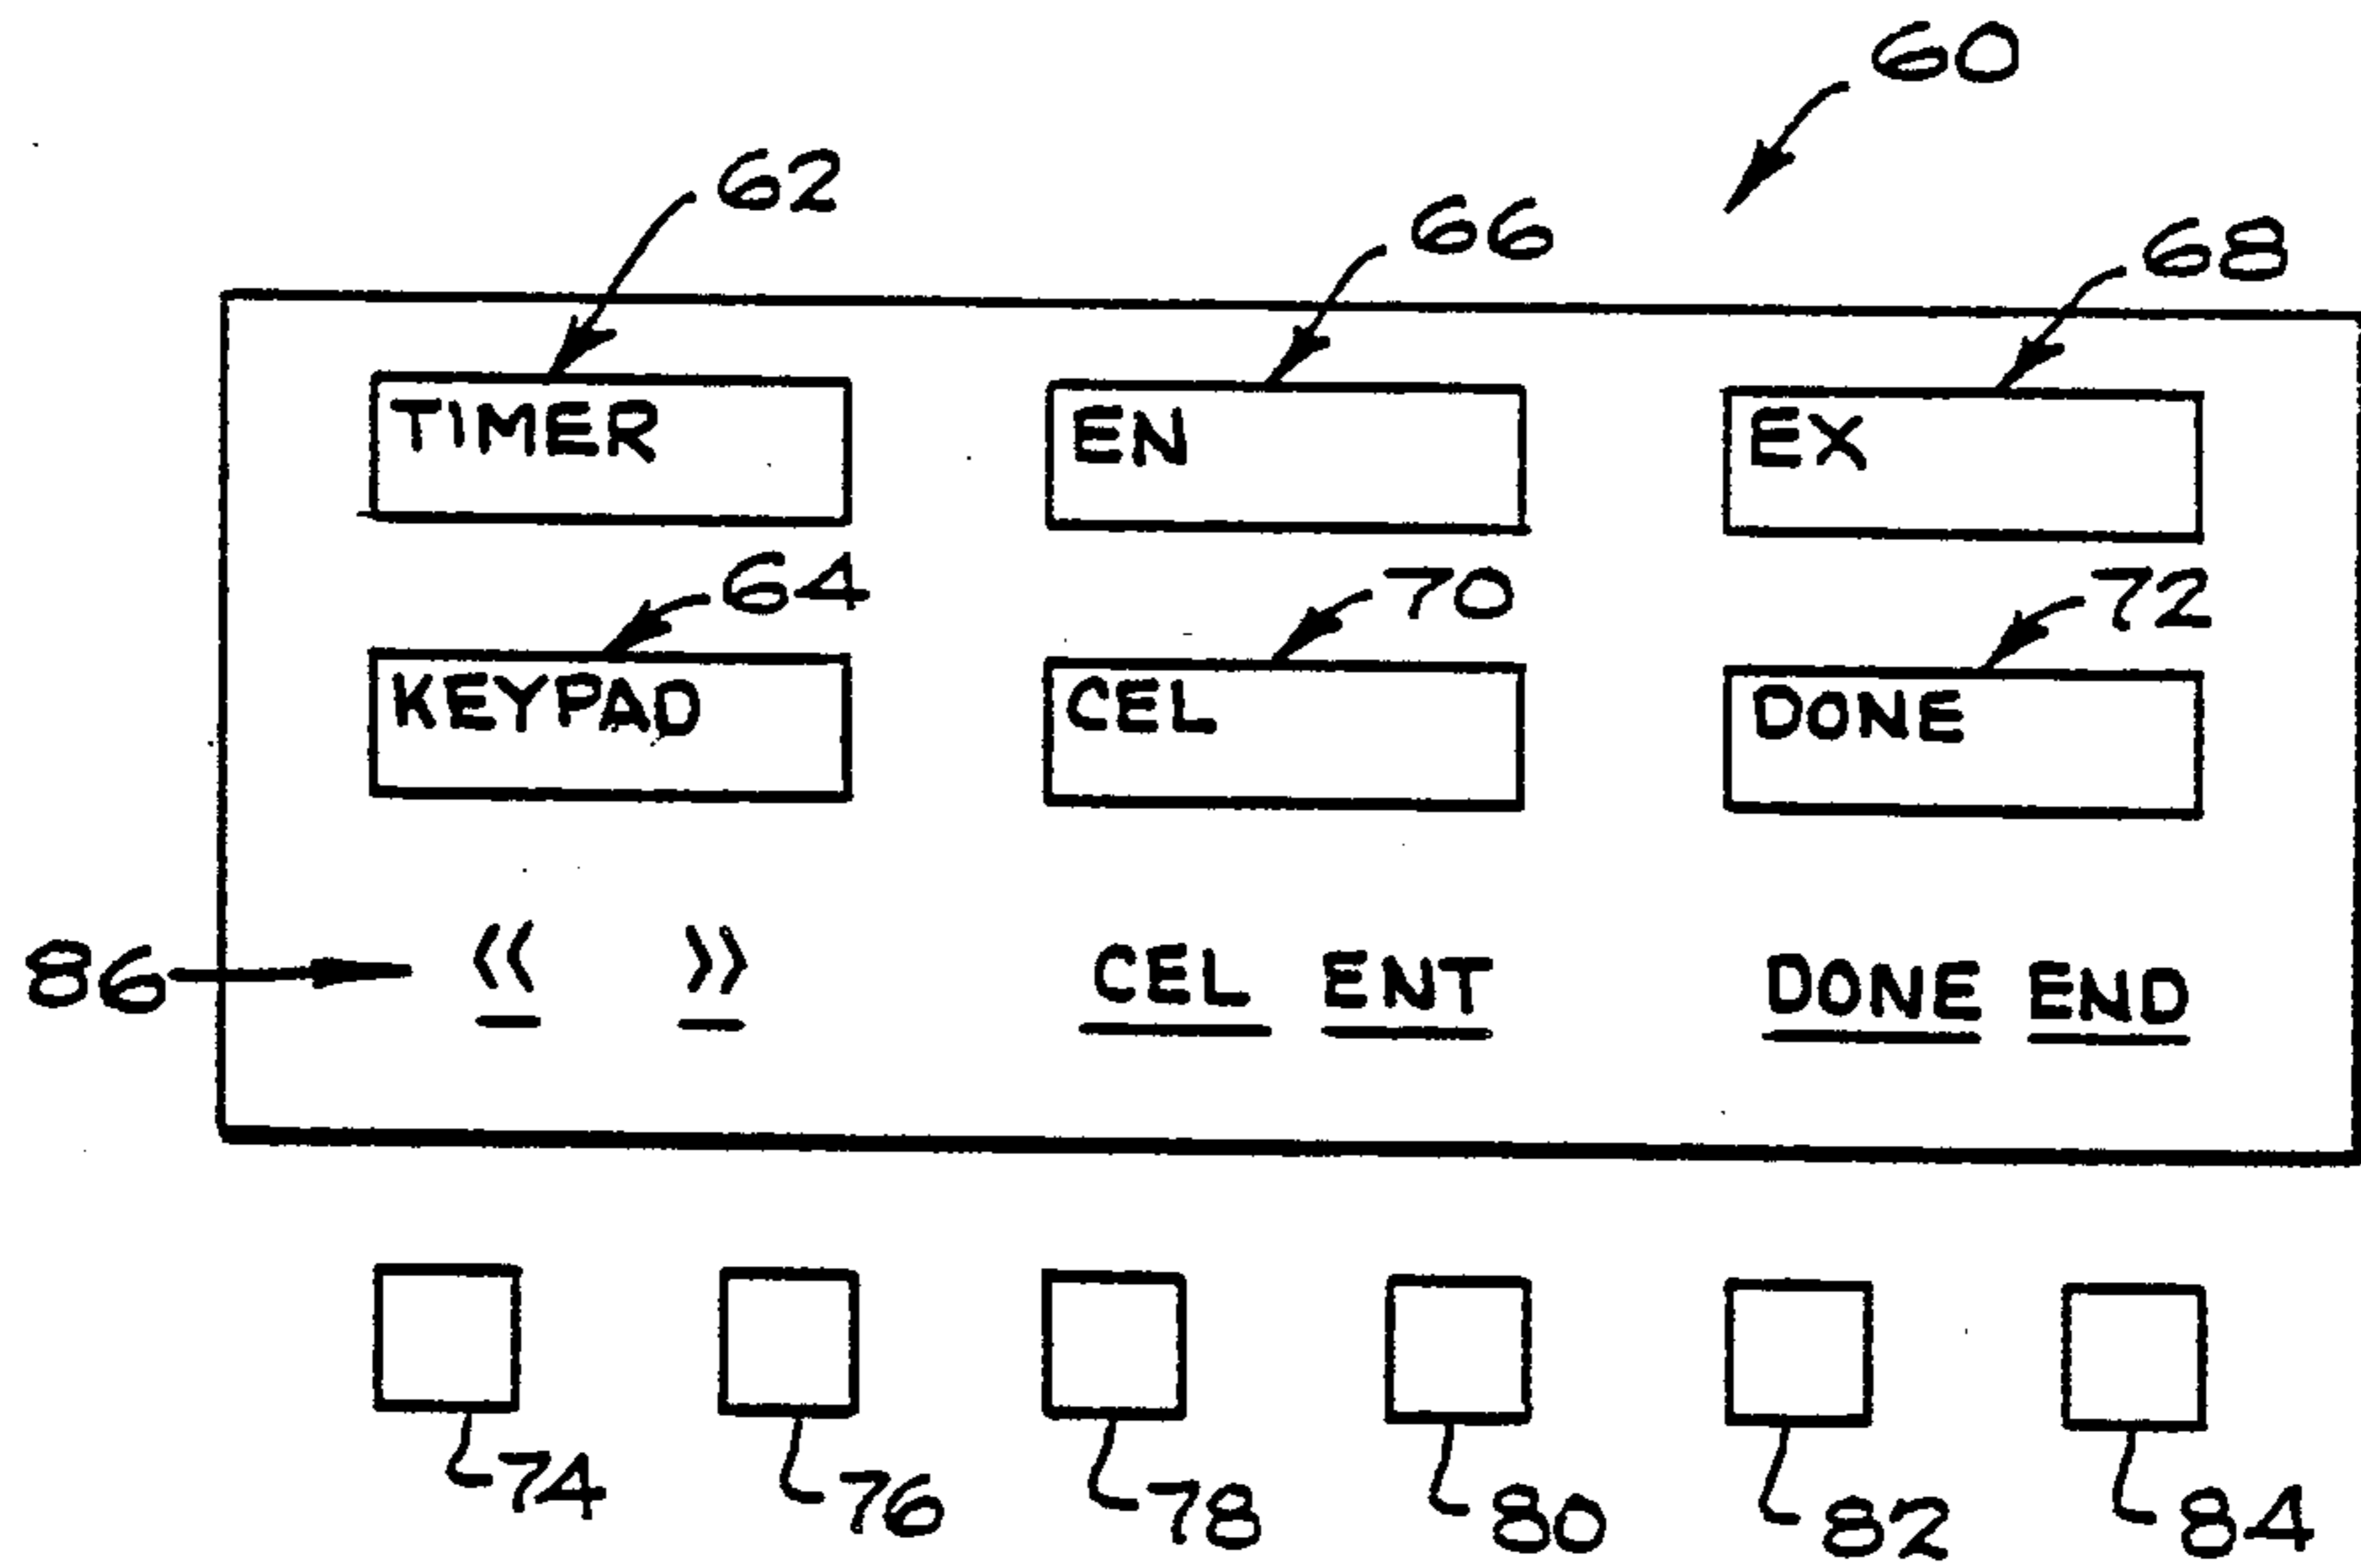 60
62 66 68
TIMER EN EX
64 70 72
KEYPAD CEL DONE
86 << >> CEL ENT DONE END
74 76 78 80 82 84